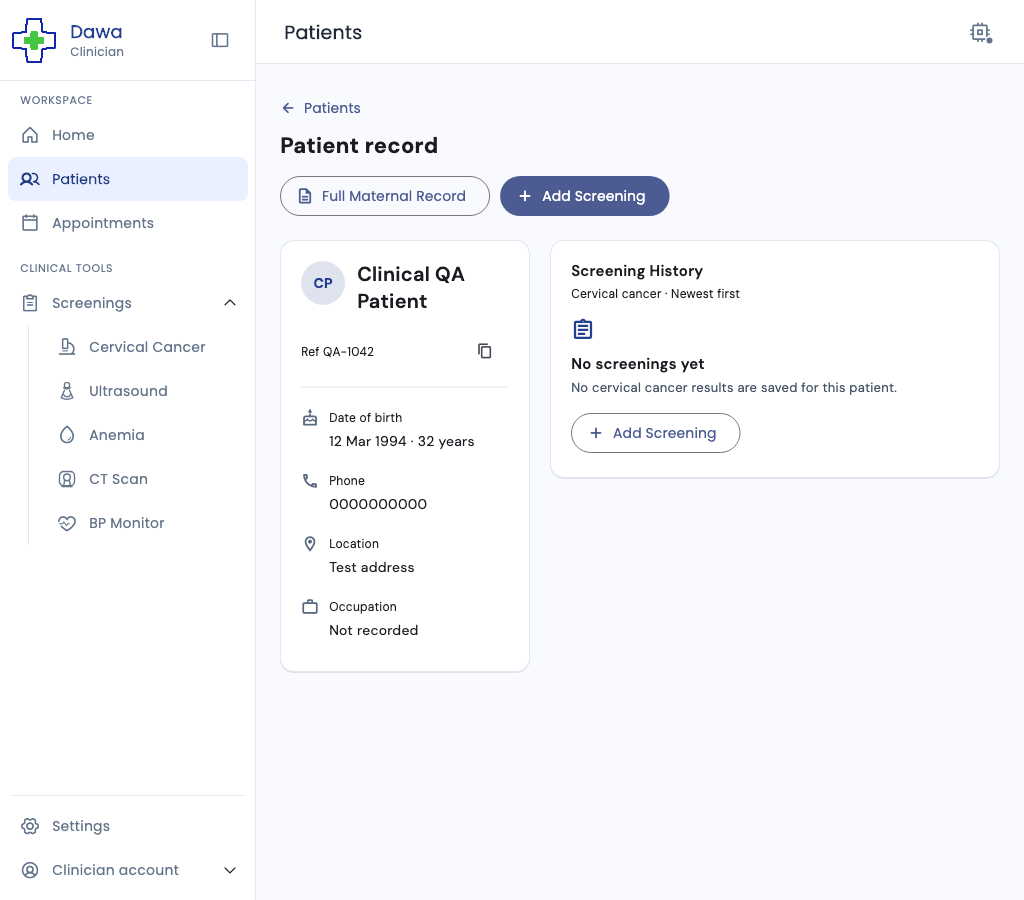 Dawa
Clinician
WORKSPACE
Home
Patients
Appointments
CLINICAL TOOLS
Screenings
Cervical Cancer
Ultrasound
Anemia
CT Scan
BP Monitor
Settings
Clinician account
Patients
Patients
Patient record
Full Maternal Record
Add Screening
CP
Clinical QA
Patient
Ref QA-1042
Date of birth
12 Mar 1994 · 32 years
Phone
0000000000
Location
Test address
Occupation
Not recorded
Screening History
Cervical cancer · Newest first
No screenings yet
No cervical cancer results are saved for this patient.
Add Screening